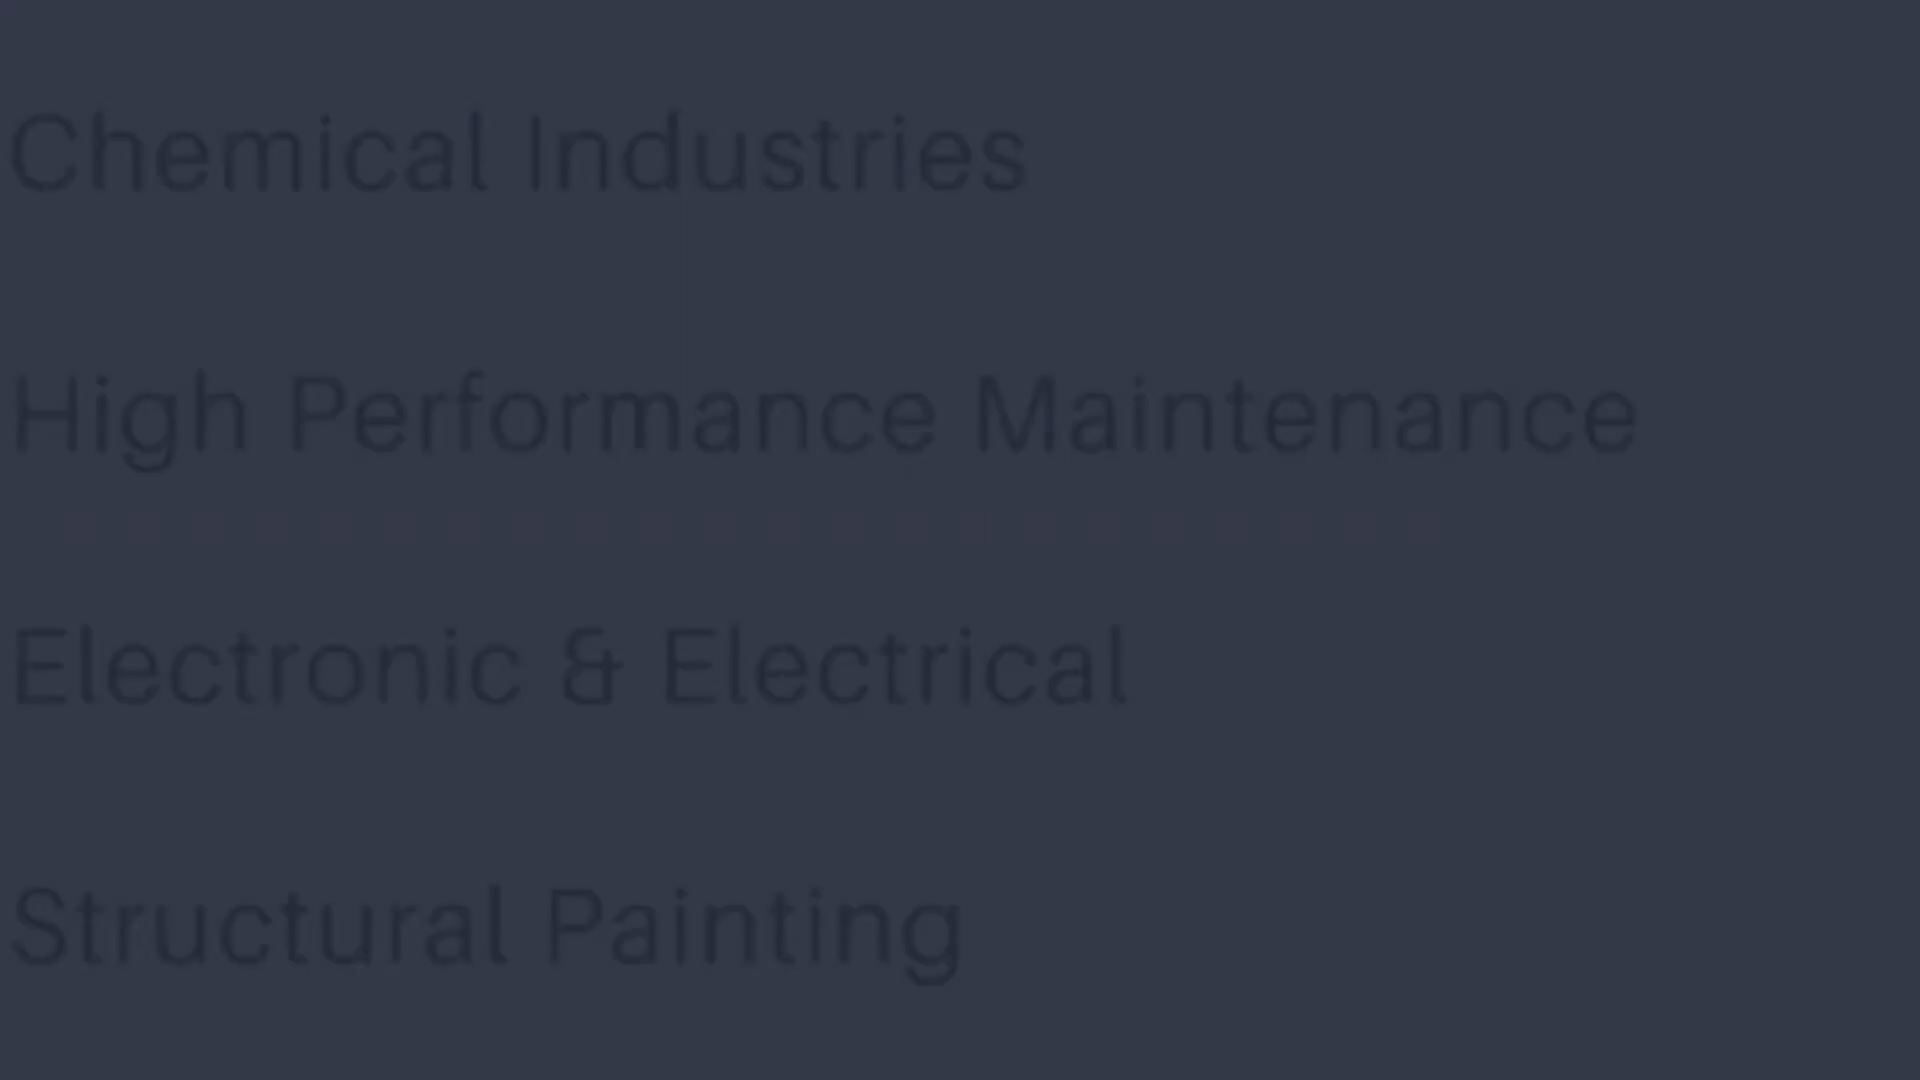 Chemical Industries
High Performance Maintenance
Electronic & Electrical
Structural Painting